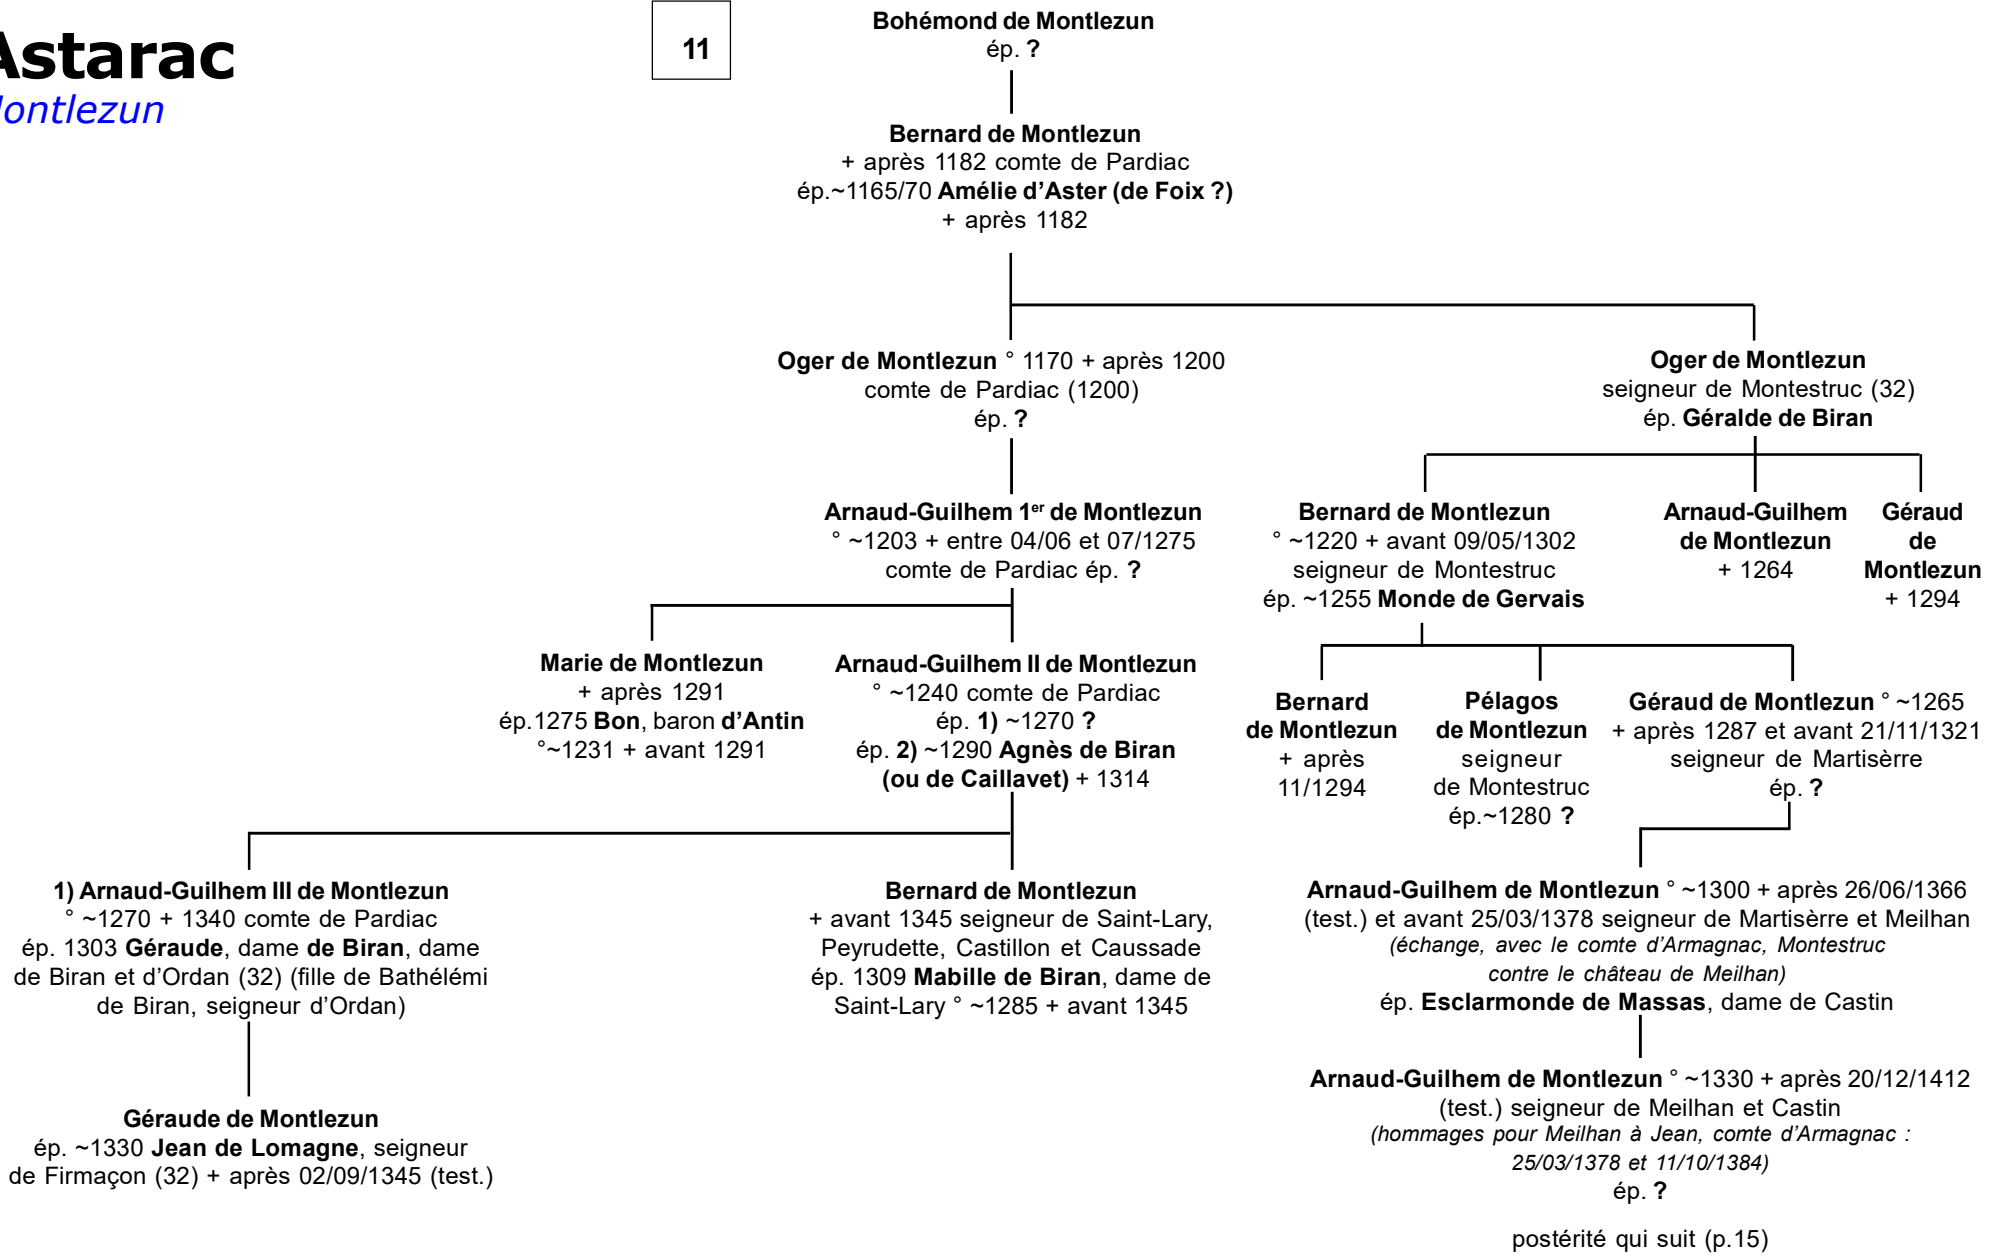 Astarac
Montlezun
11
Bohémond de Montlezun
ép. ?
Bernard de Montlezun
+ après 1182 comte de Pardiac
ép.~1165/70 Amélie d'Aster (de Foix ?)
+ après 1182
Oger de Montlezun ° 1170 + après 1200
comte de Pardiac (1200)
ép. ?
Oger de Montlezun
seigneur de Montestruc (32)
ép. Géralde de Biran
Arnaud-Guilhem 1er de Montlezun
° ~1203 + entre 04/06 et 07/1275
comte de Pardiac ép. ?
Bernard de Montlezun
° ~1220 + avant 09/05/1302
seigneur de Montestruc
ép. ~1255 Monde de Gervais
Arnaud-Guilhem
de Montlezun
+ 1264
Géraud
de
Montlezun
+ 1294
Marie de Montlezun
+ après 1291
ép.1275 Bon, baron d'Antin
°~1231 + avant 1291
Arnaud-Guilhem II de Montlezun
° ~1240 comte de Pardiac
ép. 1) ~1270 ?
ép. 2) ~1290 Agnès de Biran
(ou de Caillavet) + 1314
Bernard
de Montlezun
+ après
11/1294
Pélagos
de Montlezun
seigneur
de Montestruc
ép.~1280 ?
Géraud de Montlezun ° ~1265
+ après 1287 et avant 21/11/1321
seigneur de Martisèrre
ép. ?
1) Arnaud-Guilhem III de Montlezun
° ~1270 + 1340 comte de Pardiac
ép. 1303 Géraude, dame de Biran, dame
de Biran et d'Ordan (32) (fille de Bathélémi
de Biran, seigneur d'Ordan)
Bernard de Montlezun
+ avant 1345 seigneur de Saint-Lary,
Peyrudette, Castillon et Caussade
ép. 1309 Mabille de Biran, dame de
Saint-Lary ° ~1285 + avant 1345
Arnaud-Guilhem de Montlezun ° ~1300 + après 26/06/1366
(test.) et avant 25/03/1378 seigneur de Martisèrre et Meilhan
(échange, avec le comte d'Armagnac, Montestruc
contre le château de Meilhan)
ép. Esclarmonde de Massas, dame de Castin
Géraude de Montlezun
ép. ~1330 Jean de Lomagne, seigneur
de Firmaçon (32) + après 02/09/1345 (test.)
Arnaud-Guilhem de Montlezun ° ~1330 + après 20/12/1412
(test.) seigneur de Meilhan et Castin
(hommages pour Meilhan à Jean, comte d'Armagnac :
25/03/1378 et 11/10/1384)
ép. ?
postérité qui suit (p.15)